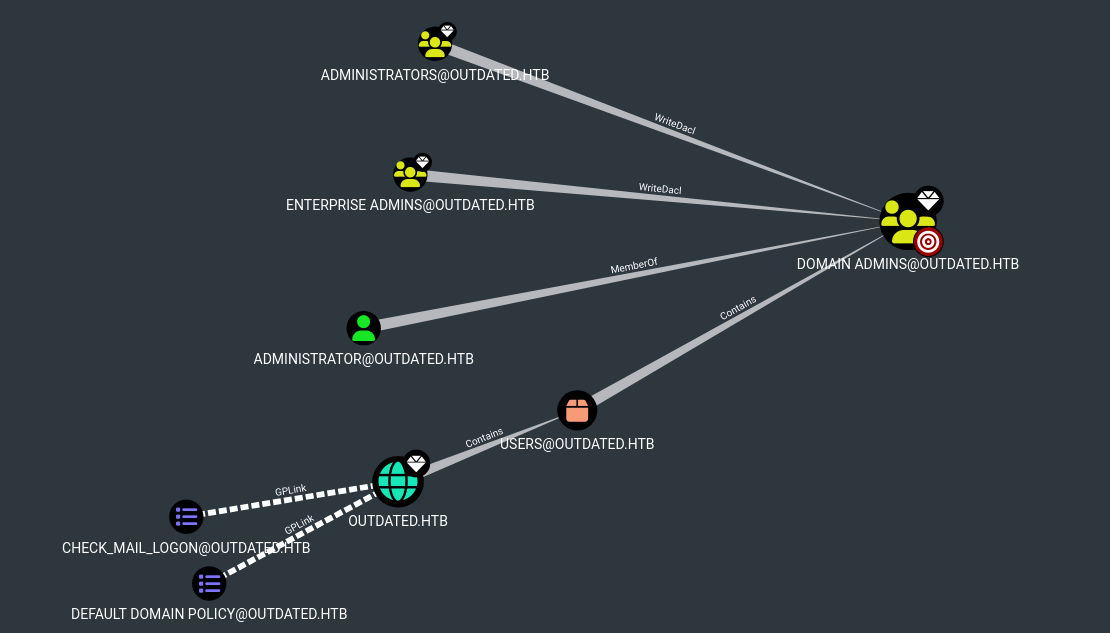 ADMINISTRATORS@OUTDATED.HTB
WriteDacl
ENTERPRISE ADMINS@OUTDATED.HTB
WriteDacl
DOMAIN ADMINS@OUTDATED.HTB
MemberOf
Contains
ADMINISTRATOR@OUTDATED.HTB
Contains
USERS@OUTDATED.HTB
GPLink
OUTDATED.HTB
GPLink
CHECK_MAIL_LOGON@OUTDATED.HTB
DEFAULT DOMAIN POLICY@OUTDATED.HTB